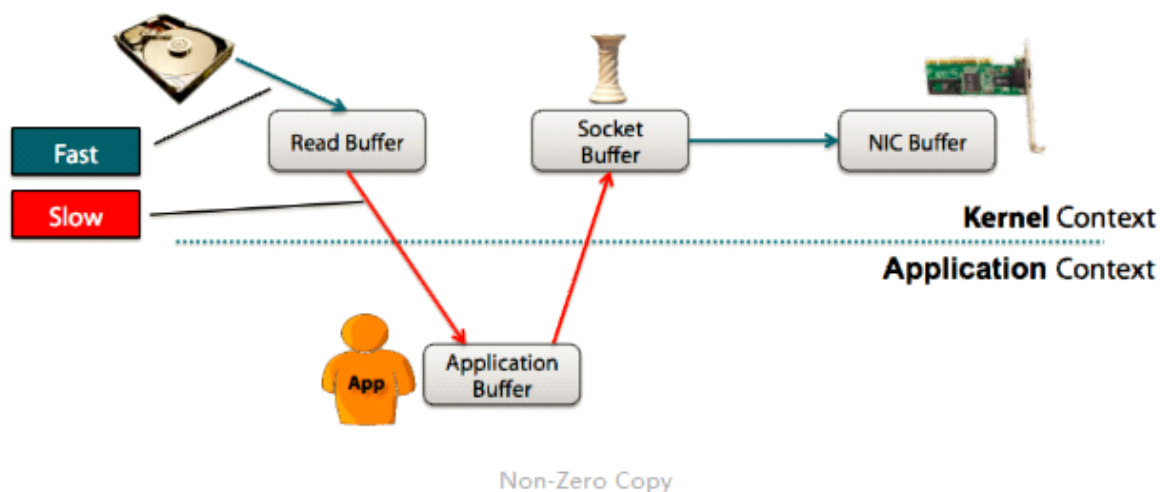 Fast
Slow
Read Buffer
Socket
Buffer
NIC Buffer
Kernel Context
Application Context
App
Application
Buffer
Non-Zero Copy